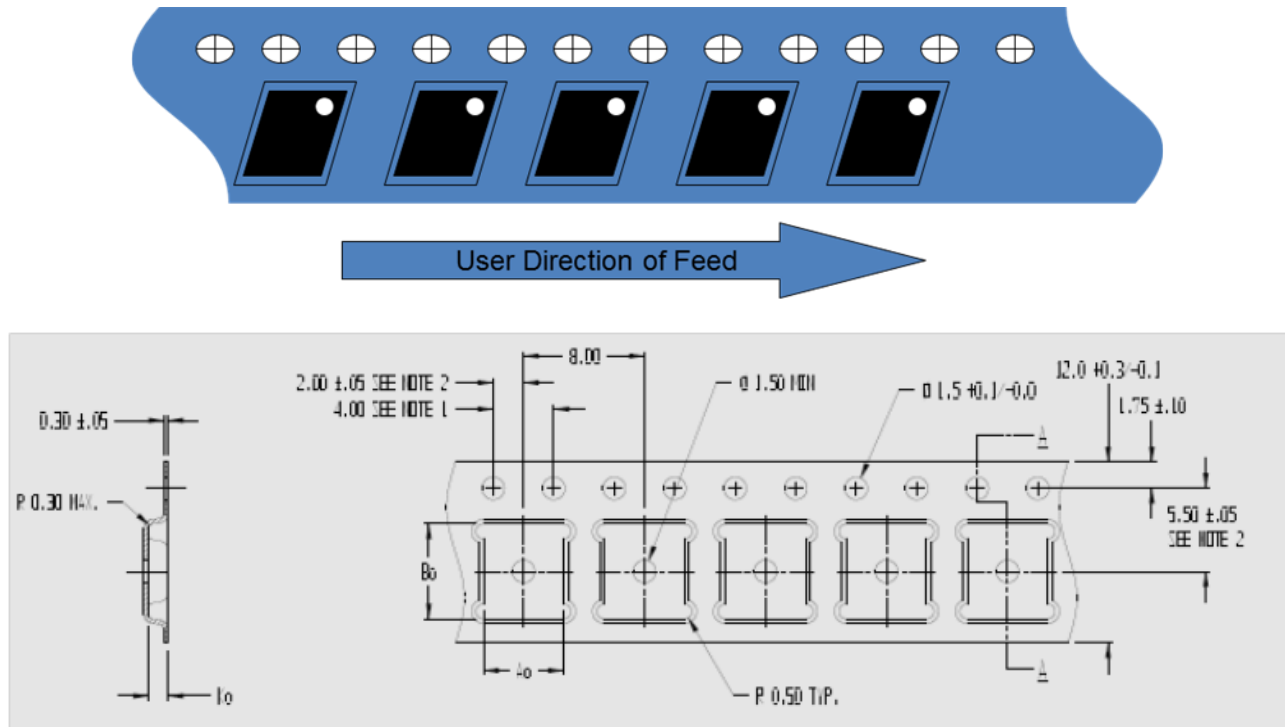 User Direction of Feed
8.00
12.0 +0.3/-0.1
2.00 ±.05 SEE NOTE 2
Ø 1.50 MIN
Ø 1.5 +0.1/-0.0
1.75 ±.10
4.00 SEE NOTE 1
0.30 ±.05
A
R 0.30 MAX.
5.50 ±.05
SEE NOTE 2
Bo
Ao
A
Ko
R 0.50 TYP.